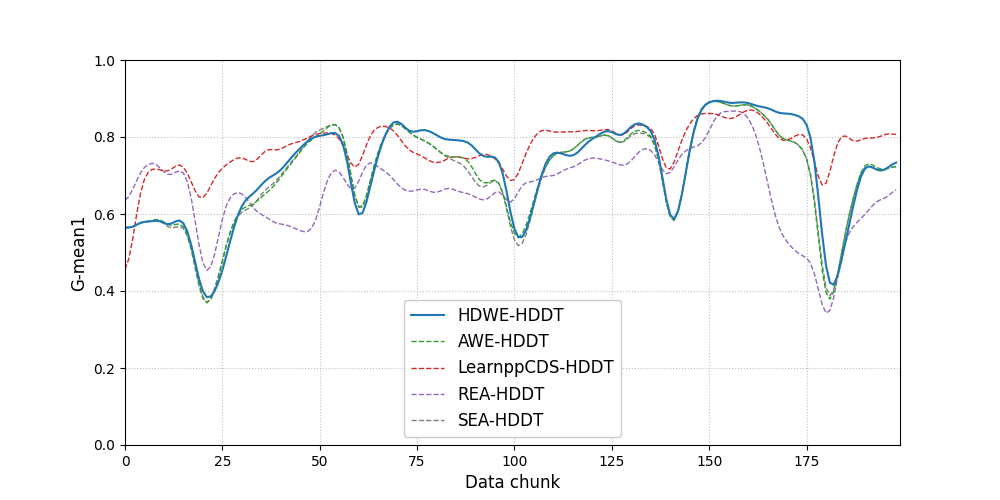 1.0
0.8
0.6
0.4
0.2
0.0
G-mean1
HDWE-HDDT
AWE-HDDT
LearnppCDS-HDDT
REA-HDDT
SEA-HDDT
0 25 50 75 100 125 150 175
Data chunk